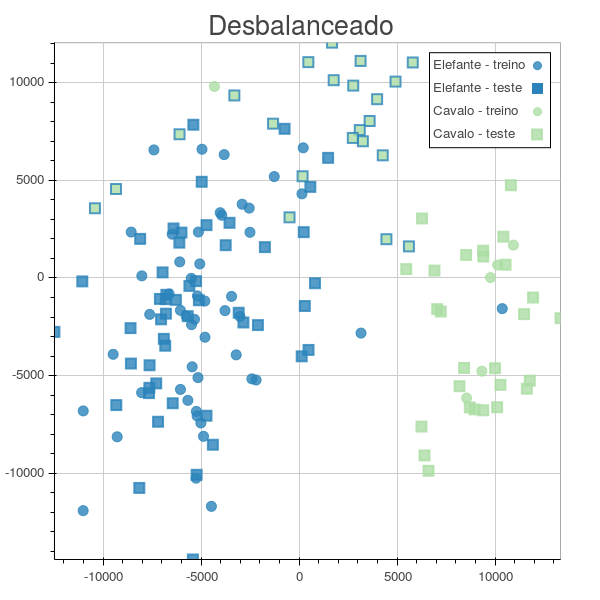 Desbalanceado
Elefante - treino
Elefante - teste
Cavalo - treino
Cavalo - teste
10000
5000
0
-5000
-10000
-10000 -5000 0 5000 10000